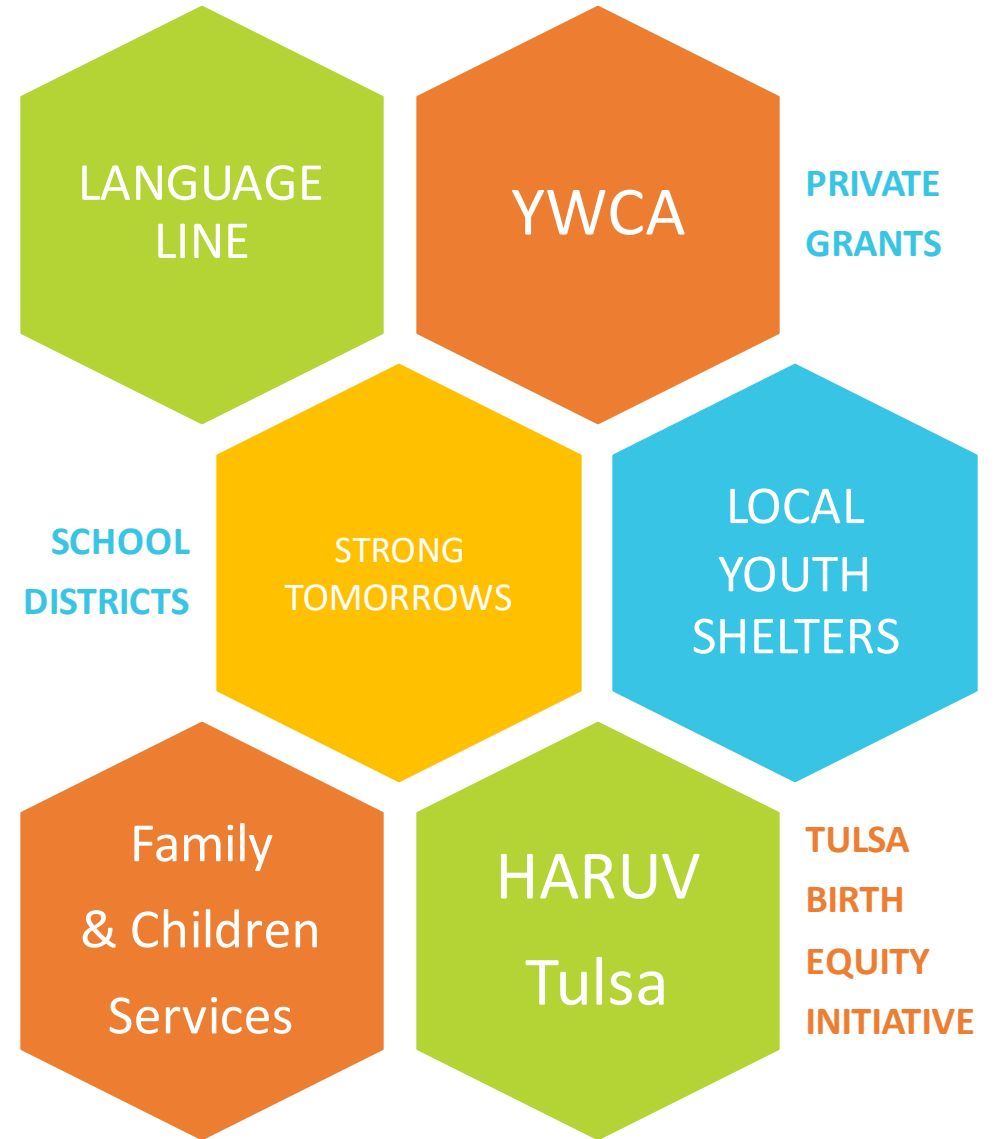 LANGUAGE
LINE
YWCA
PRIVATE
GRANTS
SCHOOL
DISTRICTS
STRONG
TOMORROWS
LOCAL
YOUTH
SHELTERS
Family
& Children
Services
HARUV
Tulsa
TULSA
BIRTH
EQUITY
INITIATIVE